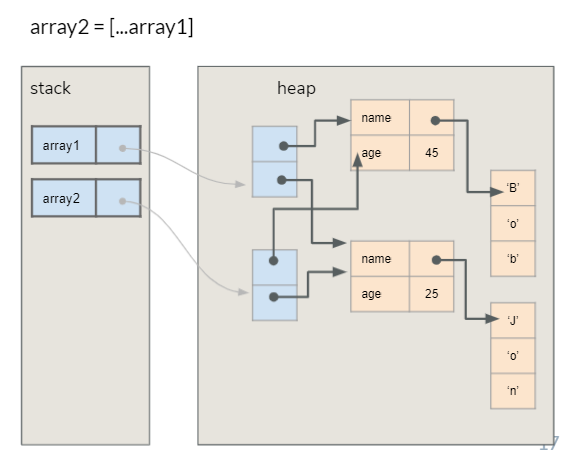 array2 = [...array1]
stack
heap
array1
array2
name
age 45
name
age 25
‘B’
‘o’
‘b’
‘J’
‘o’
‘n’
17